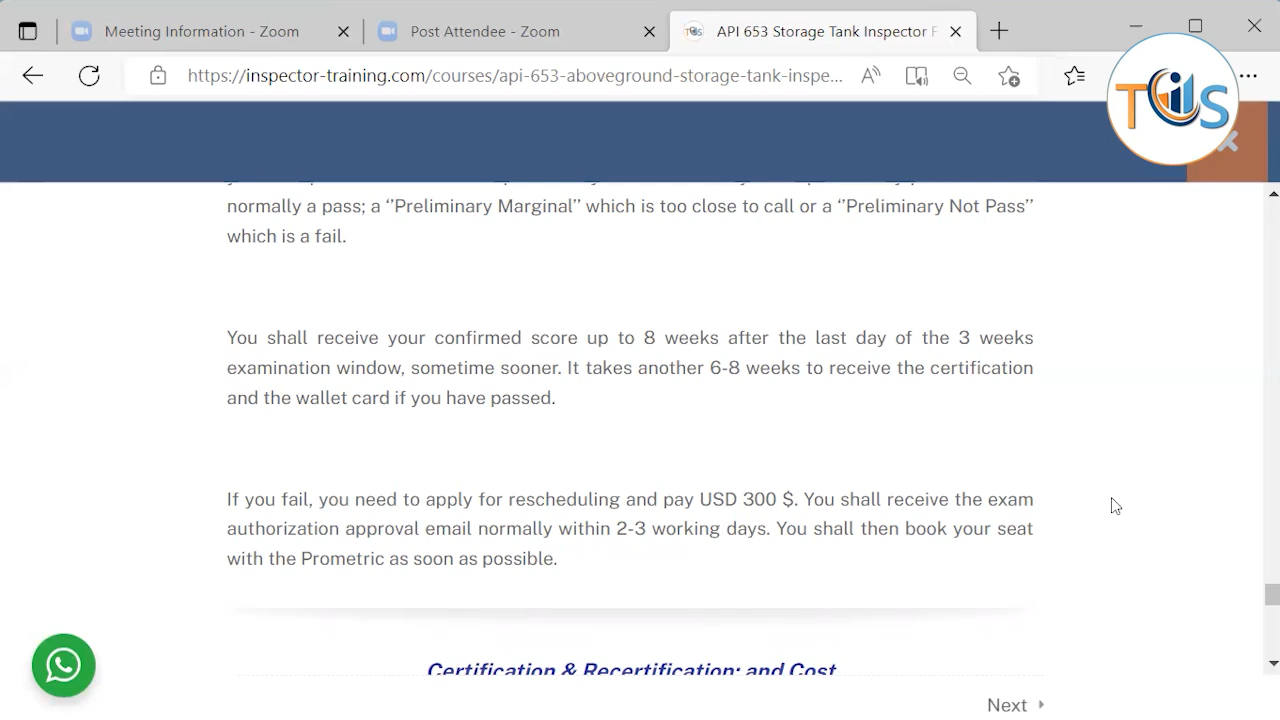 Meeting Information - Zoom
Post Attendee - Zoom
API 653 Storage Tank Inspector F
https://inspector-training.com/courses/api-653-aboveground-storage-tank-inspe...
normally a pass; a ‘’Preliminary Marginal’’ which is too close to call or a ‘’Preliminary Not Pass’’
which is a fail.
You shall receive your confirmed score up to 8 weeks after the last day of the 3 weeks
examination window, sometime sooner. It takes another 6-8 weeks to receive the certification
and the wallet card if you have passed.
If you fail, you need to apply for rescheduling and pay USD 300 $. You shall receive the exam
authorization approval email normally within 2-3 working days. You shall then book your seat
with the Prometric as soon as possible.
Certification & Recertification; and Cost
Next